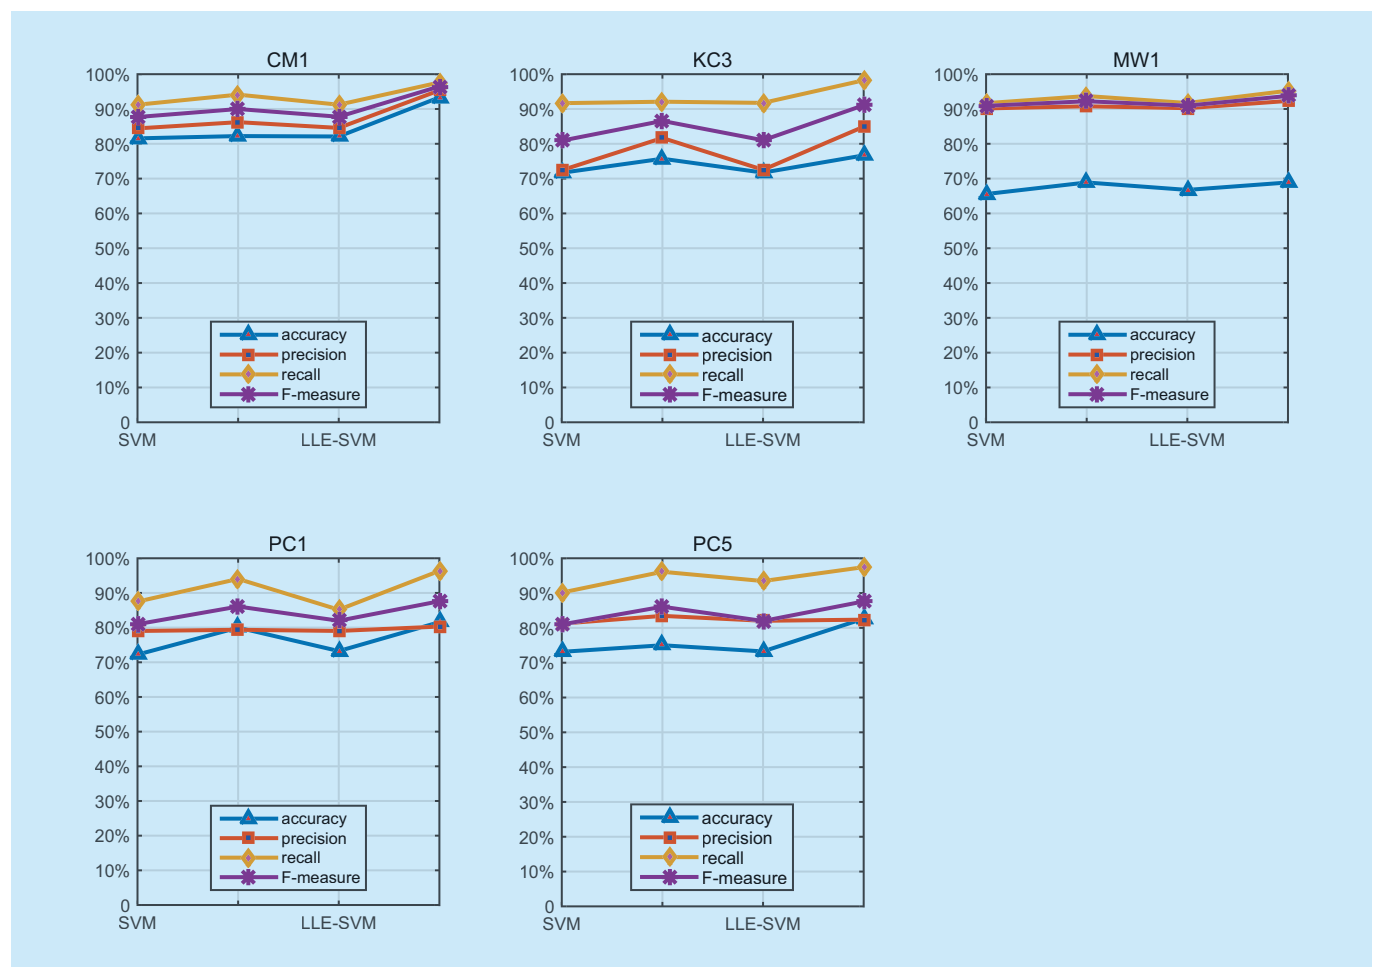 CM1
100%
90%
80%
70%
60%
50%
40%
30%
20%
10%
0
accuracy
precision
recall
F-measure
SVM LLE-SVM
KC3
100%
90%
80%
70%
60%
50%
40%
30%
20%
10%
0
accuracy
precision
recall
F-measure
SVM LLE-SVM
MW1
100%
90%
80%
70%
60%
50%
40%
30%
20%
10%
0
accuracy
precision
recall
F-measure
SVM LLE-SVM
PC1
100%
90%
80%
70%
60%
50%
40%
30%
20%
10%
0
accuracy
precision
recall
F-measure
SVM LLE-SVM
PC5
100%
90%
80%
70%
60%
50%
40%
30%
20%
10%
0
accuracy
precision
recall
F-measure
SVM LLE-SVM